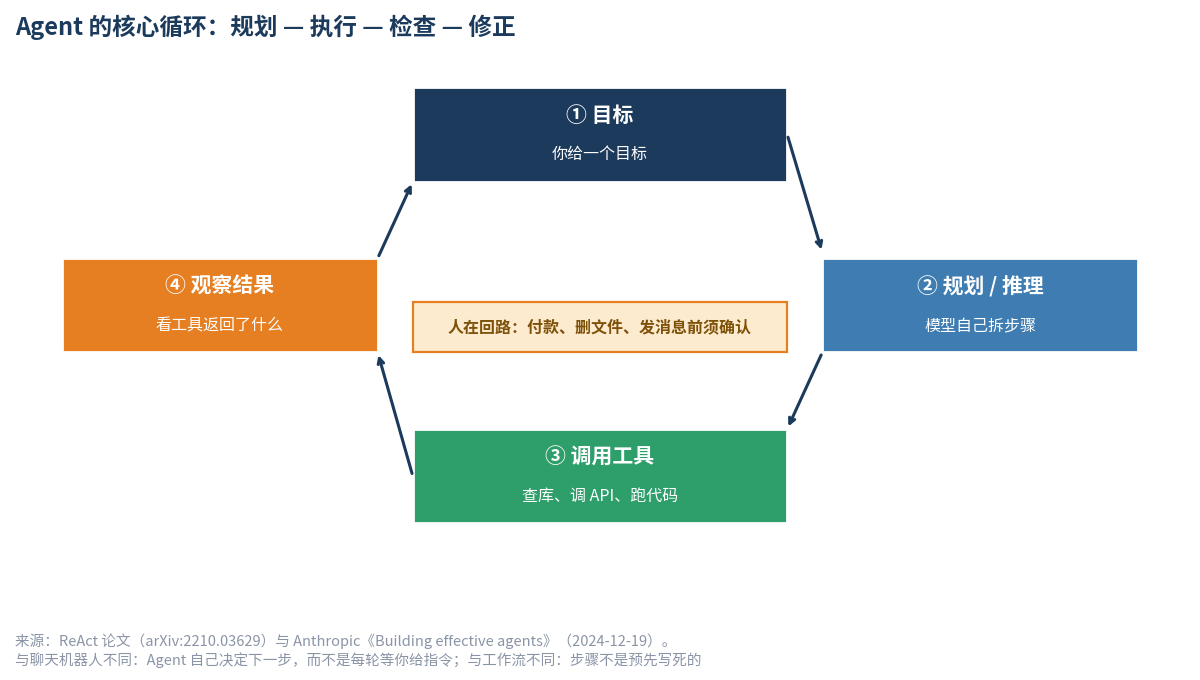 Agent 的核心循环：规划 — 执行 — 检查 — 修正
① 目标
你给一个目标
④ 观察结果
看工具返回了什么
人在回路：付款、删文件、发消息前须确认
② 规划 / 推理
模型自己拆步骤
③ 调用工具
查库、调 API、跑代码
来源：ReAct 论文（arXiv:2210.03629）与 Anthropic《Building effective agents》（2024-12-19）。
与聊天机器人不同：Agent 自己决定下一步，而不是每轮等你给指令；与工作流不同：步骤不是预先写死的